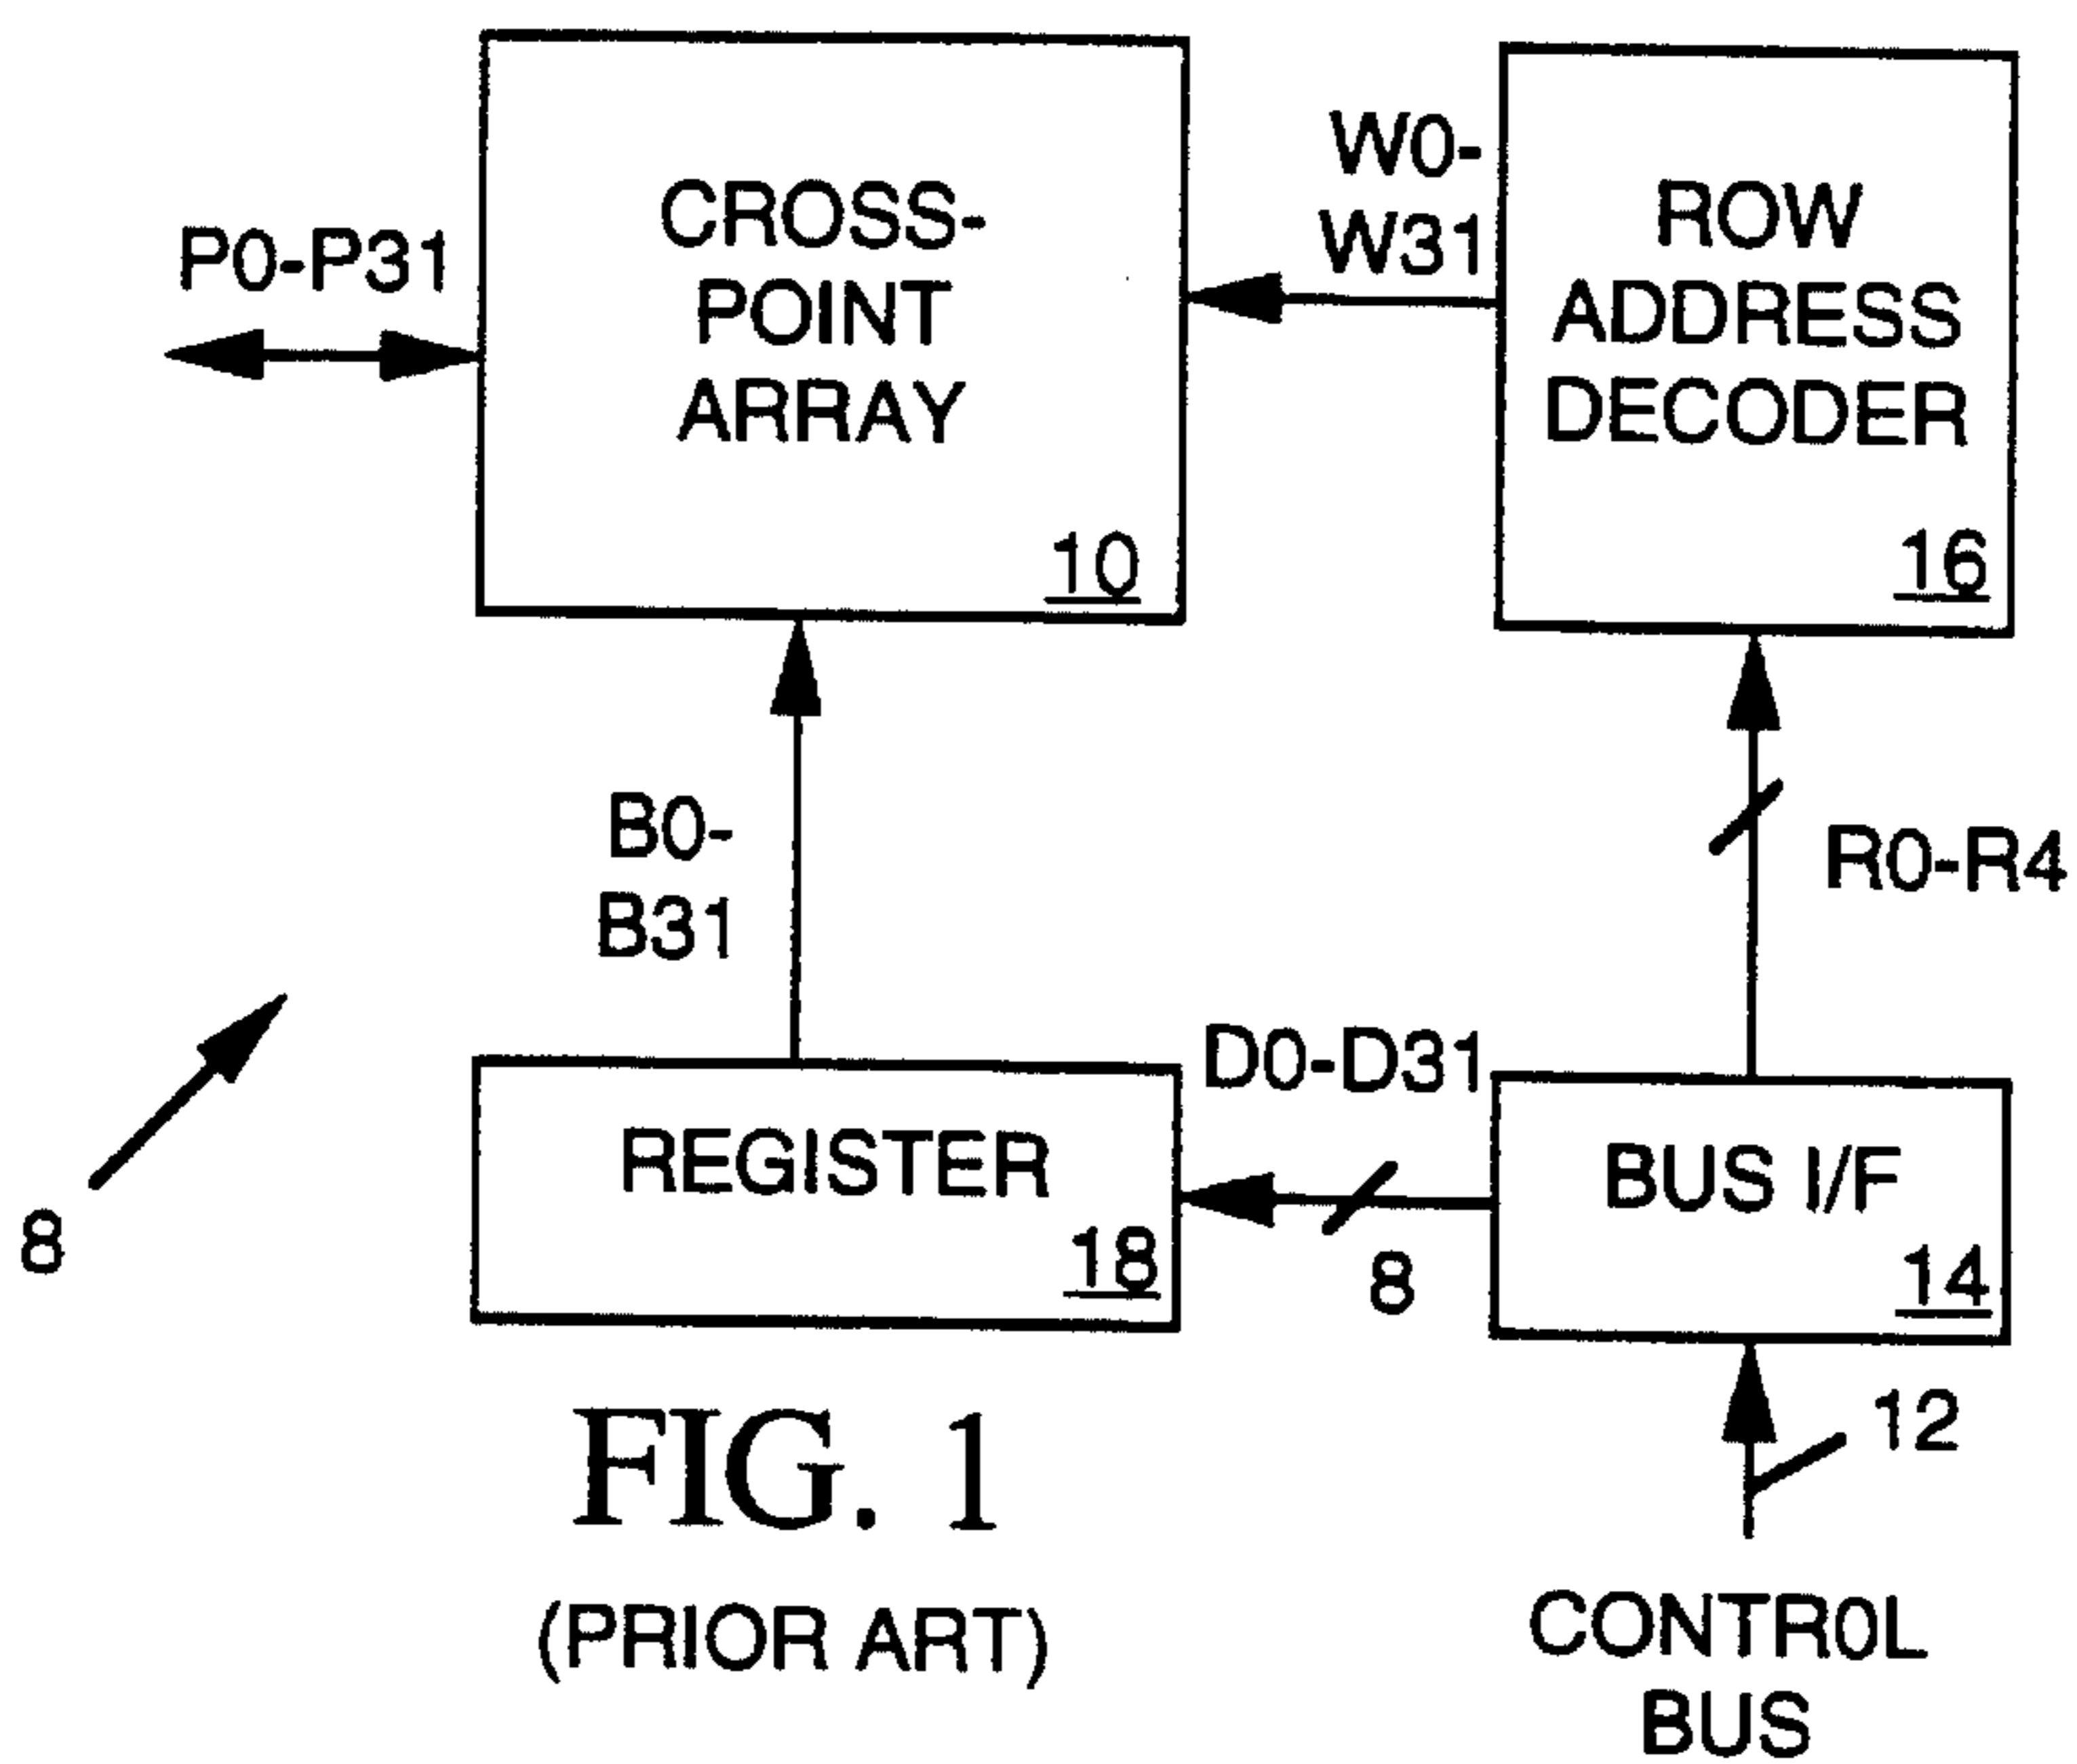 P0-P31
CROSS-
POINT
ARRAY
10
W0-
W31
ROW
ADDRESS
DECODER
16
B0-
B31
R0-R4
8
REGISTER
18
D0-D31
8
BUS I/F
14
12
CONTROL
BUS
FIG. 1
(PRIOR ART)